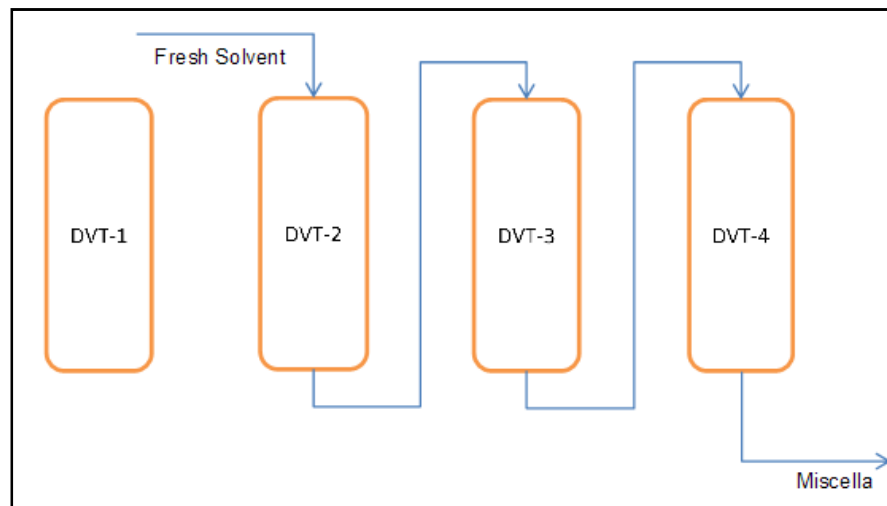 Fresh Solvent
DVT-1
DVT-2
DVT-3
DVT-4
Miscella